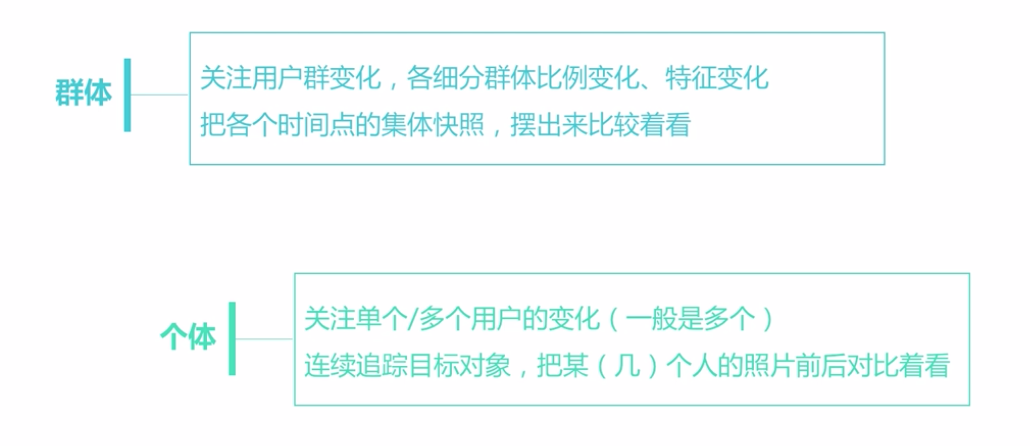 群体
关注用户群变化，各细分群体比例变化、特征变化
把各个时间点的集体快照，摆出来比较着看
个体
关注单个/多个用户的变化（一般是多个）
连续追踪目标对象，把某（几）个人的照片前后对比着看